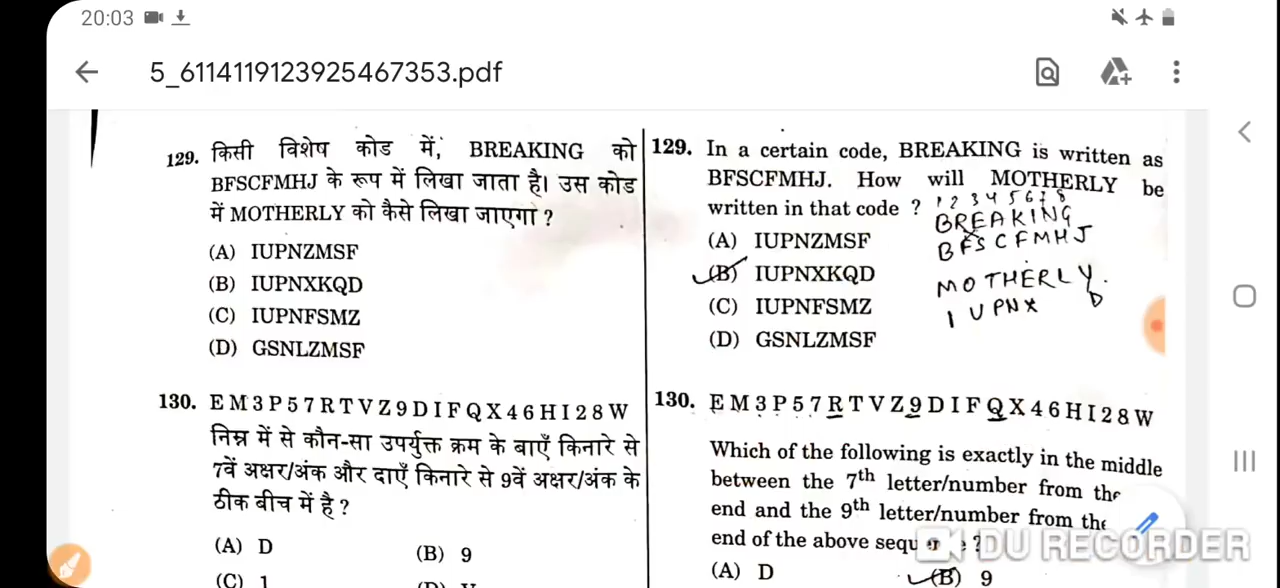 20:03
5_6114119123925467353.pdf
129. किसी विशेष कोड में, BREAKING को
BFSCFMHJ के रूप में लिखा जाता है। उस कोड
में MOTHERLY को कैसे लिखा जाएगा ?
(A) IUPNZMSF
(B) IUPNXKQD
(C) IUPNFSMZ
(D) GSNLZMSF
130. E M 3 P 5 7 R T V Z 9 D I F Q X 4 6 H I 2 8 W
निम्न में से कौन-सा उपर्युक्त क्रम के बाएँ किनारे से
7वें अक्षर/अंक और दाएँ किनारे से 9वें अक्षर/अंक के
ठीक बीच में है ?
(A) D (B) 9
(C) 1
129. In a certain code, BREAKING is written as
BFSCFMHJ. How will MOTHERLY be
written in that code ?
1 2 3 4 5 6 7 8
BREAKING
BFSCFMHJ
(A) IUPNZMSF
(B) IUPNXKQD
(C) IUPNFSMZ
(D) GSNLZMSF
MOTHERLY.
IUPNX D
130. E M 3 P 5 7 R T V Z 9 D I F Q X 4 6 H I 2 8 W
Which of the following is exactly in the middle
between the 7th letter/number from the
end and the 9th letter/number from the
end of the above sequence ?
(A) D (B) 9
DU RECORDER